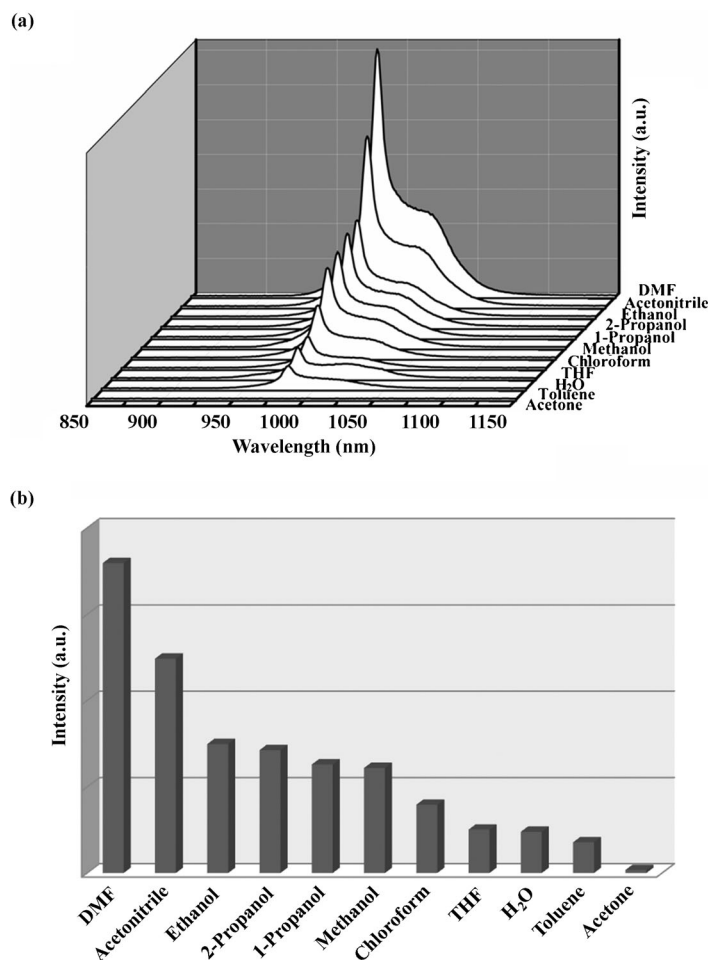 (a)
Intensity (a.u.)
DMF
Acetonitrile
Ethanol
2-Propanol
1-Propanol
Methanol
Chloroform
THF
H₂O
Toluene
Acetone
850 900 950 1000 1050 1100 1150
Wavelength (nm)
(b)
Intensity (a.u.)
DMF Acetonitrile Ethanol 2-Propanol 1-Propanol Methanol Chloroform THF H₂O Toluene Acetone